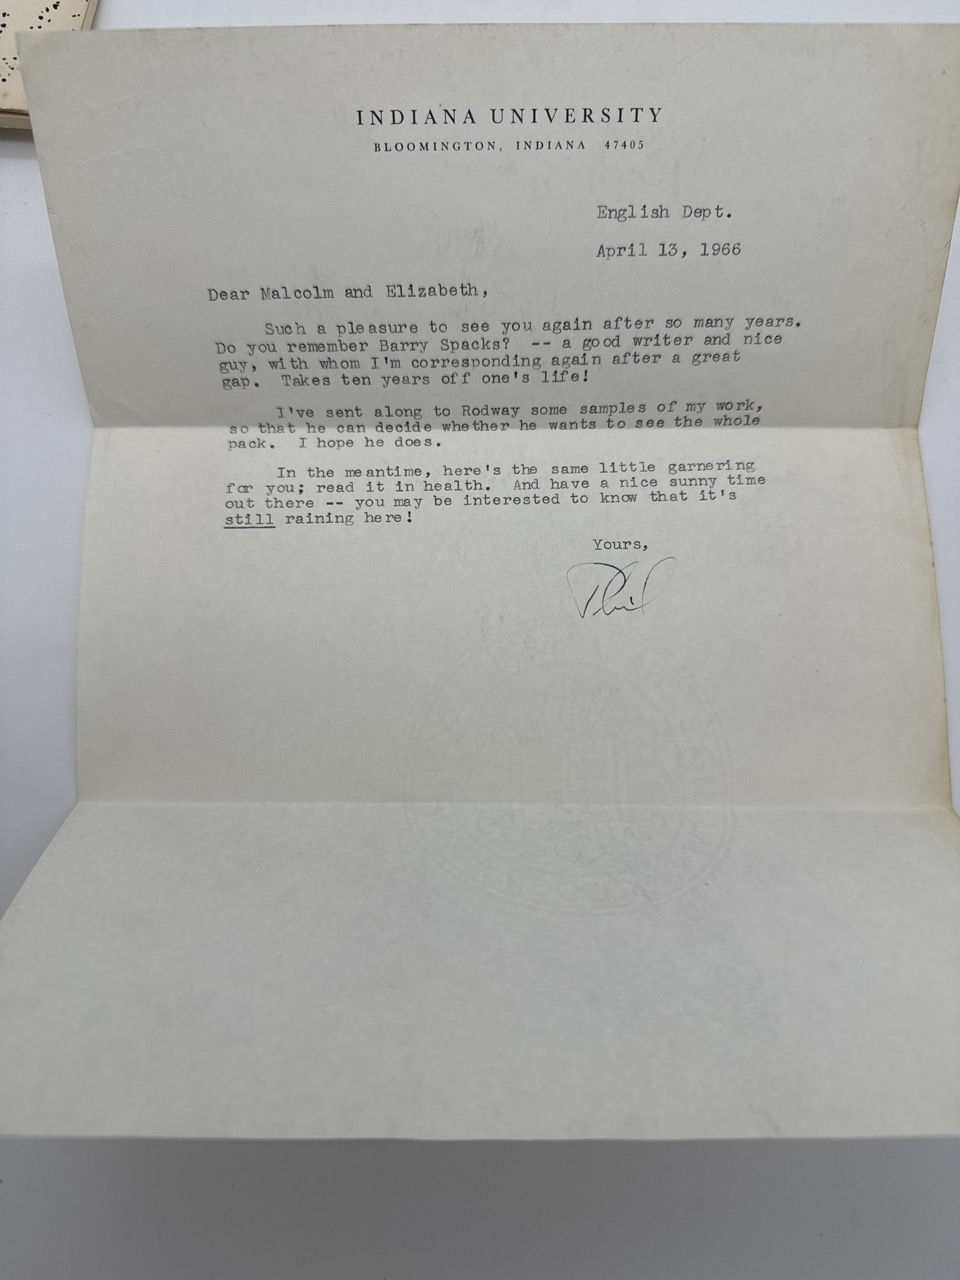 INDIANA UNIVERSITY
BLOOMINGTON, INDIANA 47405
English Dept.
April 13, 1966
Dear Malcolm and Elizabeth,
Such a pleasure to see you again after so many years.
Do you remember Barry Spacks? -- a good writer and nice
guy, with whom I'm corresponding again after a great
gap. Takes ten years off one's life!
I've sent along to Rodway some samples of my work,
so that he can decide whether he wants to see the whole
pack. I hope he does.
In the meantime, here's the same little garnering
for you; read it in health. And have a nice sunny time
out there -- you may be interested to know that it's
still raining here!
Yours,
Phil